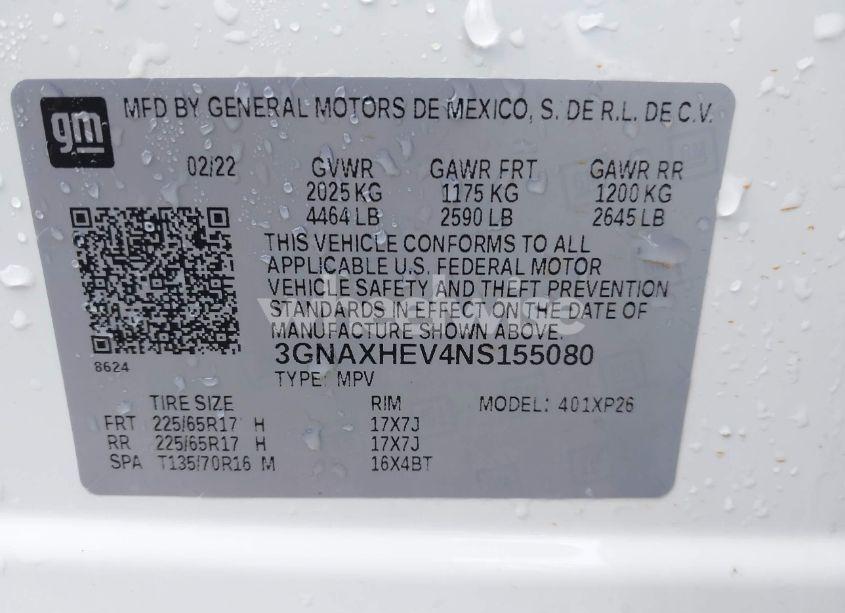 gm MFD BY GENERAL MOTORS DE MEXICO, S. DE R.L. DE C.V.
02/22 GVWR GAWR FRT GAWR RR
2025 KG 1175 KG 1200 KG
4464 LB 2590 LB 2645 LB
THIS VEHICLE CONFORMS TO ALL
APPLICABLE U.S. FEDERAL MOTOR
VEHICLE SAFETY AND THEFT PREVENTION
STANDARDS IN EFFECT ON THE DATE OF
MANUFACTURE SHOWN ABOVE.
3GNAXHEV4NS155080
8624
TYPE: MPV
TIRE SIZE RIM MODEL: 401XP26
FRT 225/65R17 H 17X7J
RR 225/65R17 H 17X7J
SPA T135/70R16 M 16X4BT